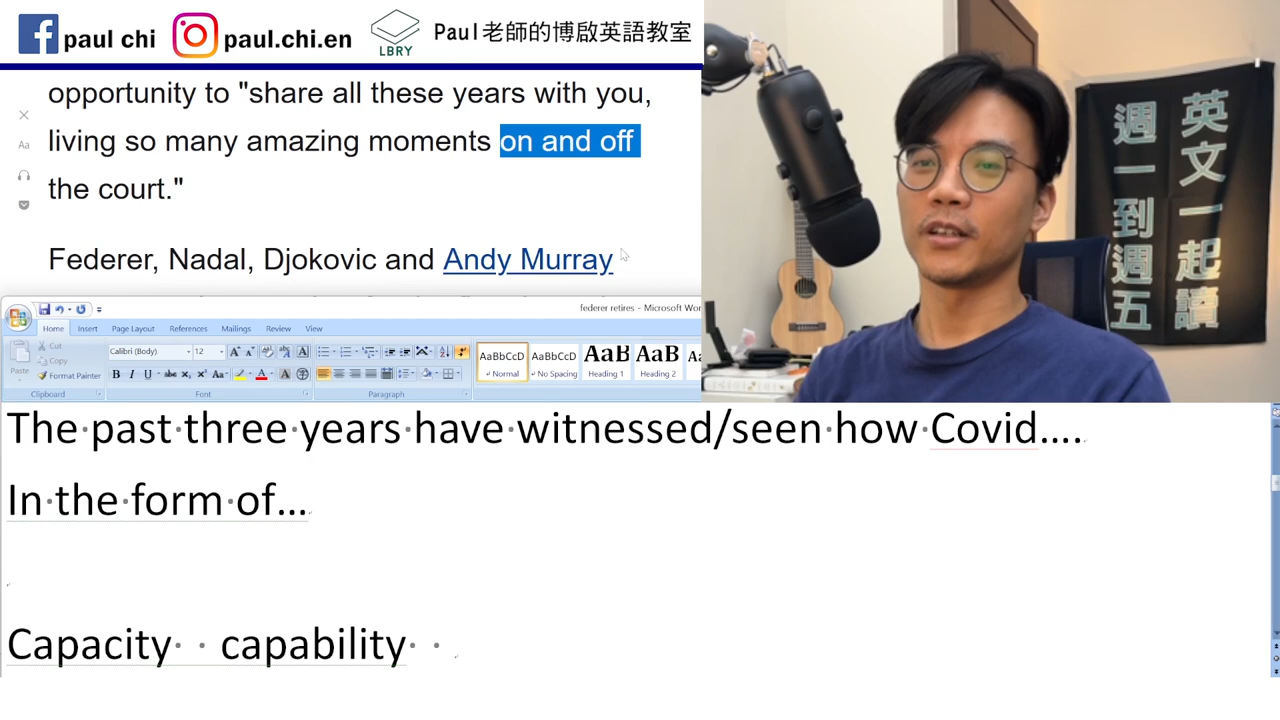 paul chi
paul.chi.en
LBRY
Paul老師的博啟英語教室
opportunity to "share all these years with you,
living so many amazing moments on and off
the court."
Federer, Nadal, Djokovic and Andy Murray
Aa
federer retires - Microsoft Wor
Home Insert Page Layout References Mailings Review View
Paste
Cut
Copy
Format Painter
Clipboard
Calibri (Body) 12
Font
Paragraph
AaBbCcD AaBbCcD AaBb AaBb Aa
Normal No Spacing Heading 1 Heading 2
The past three years have witnessed/seen how Covid....
In the form of...
Capacity capability
英文一起讀
週一到週五